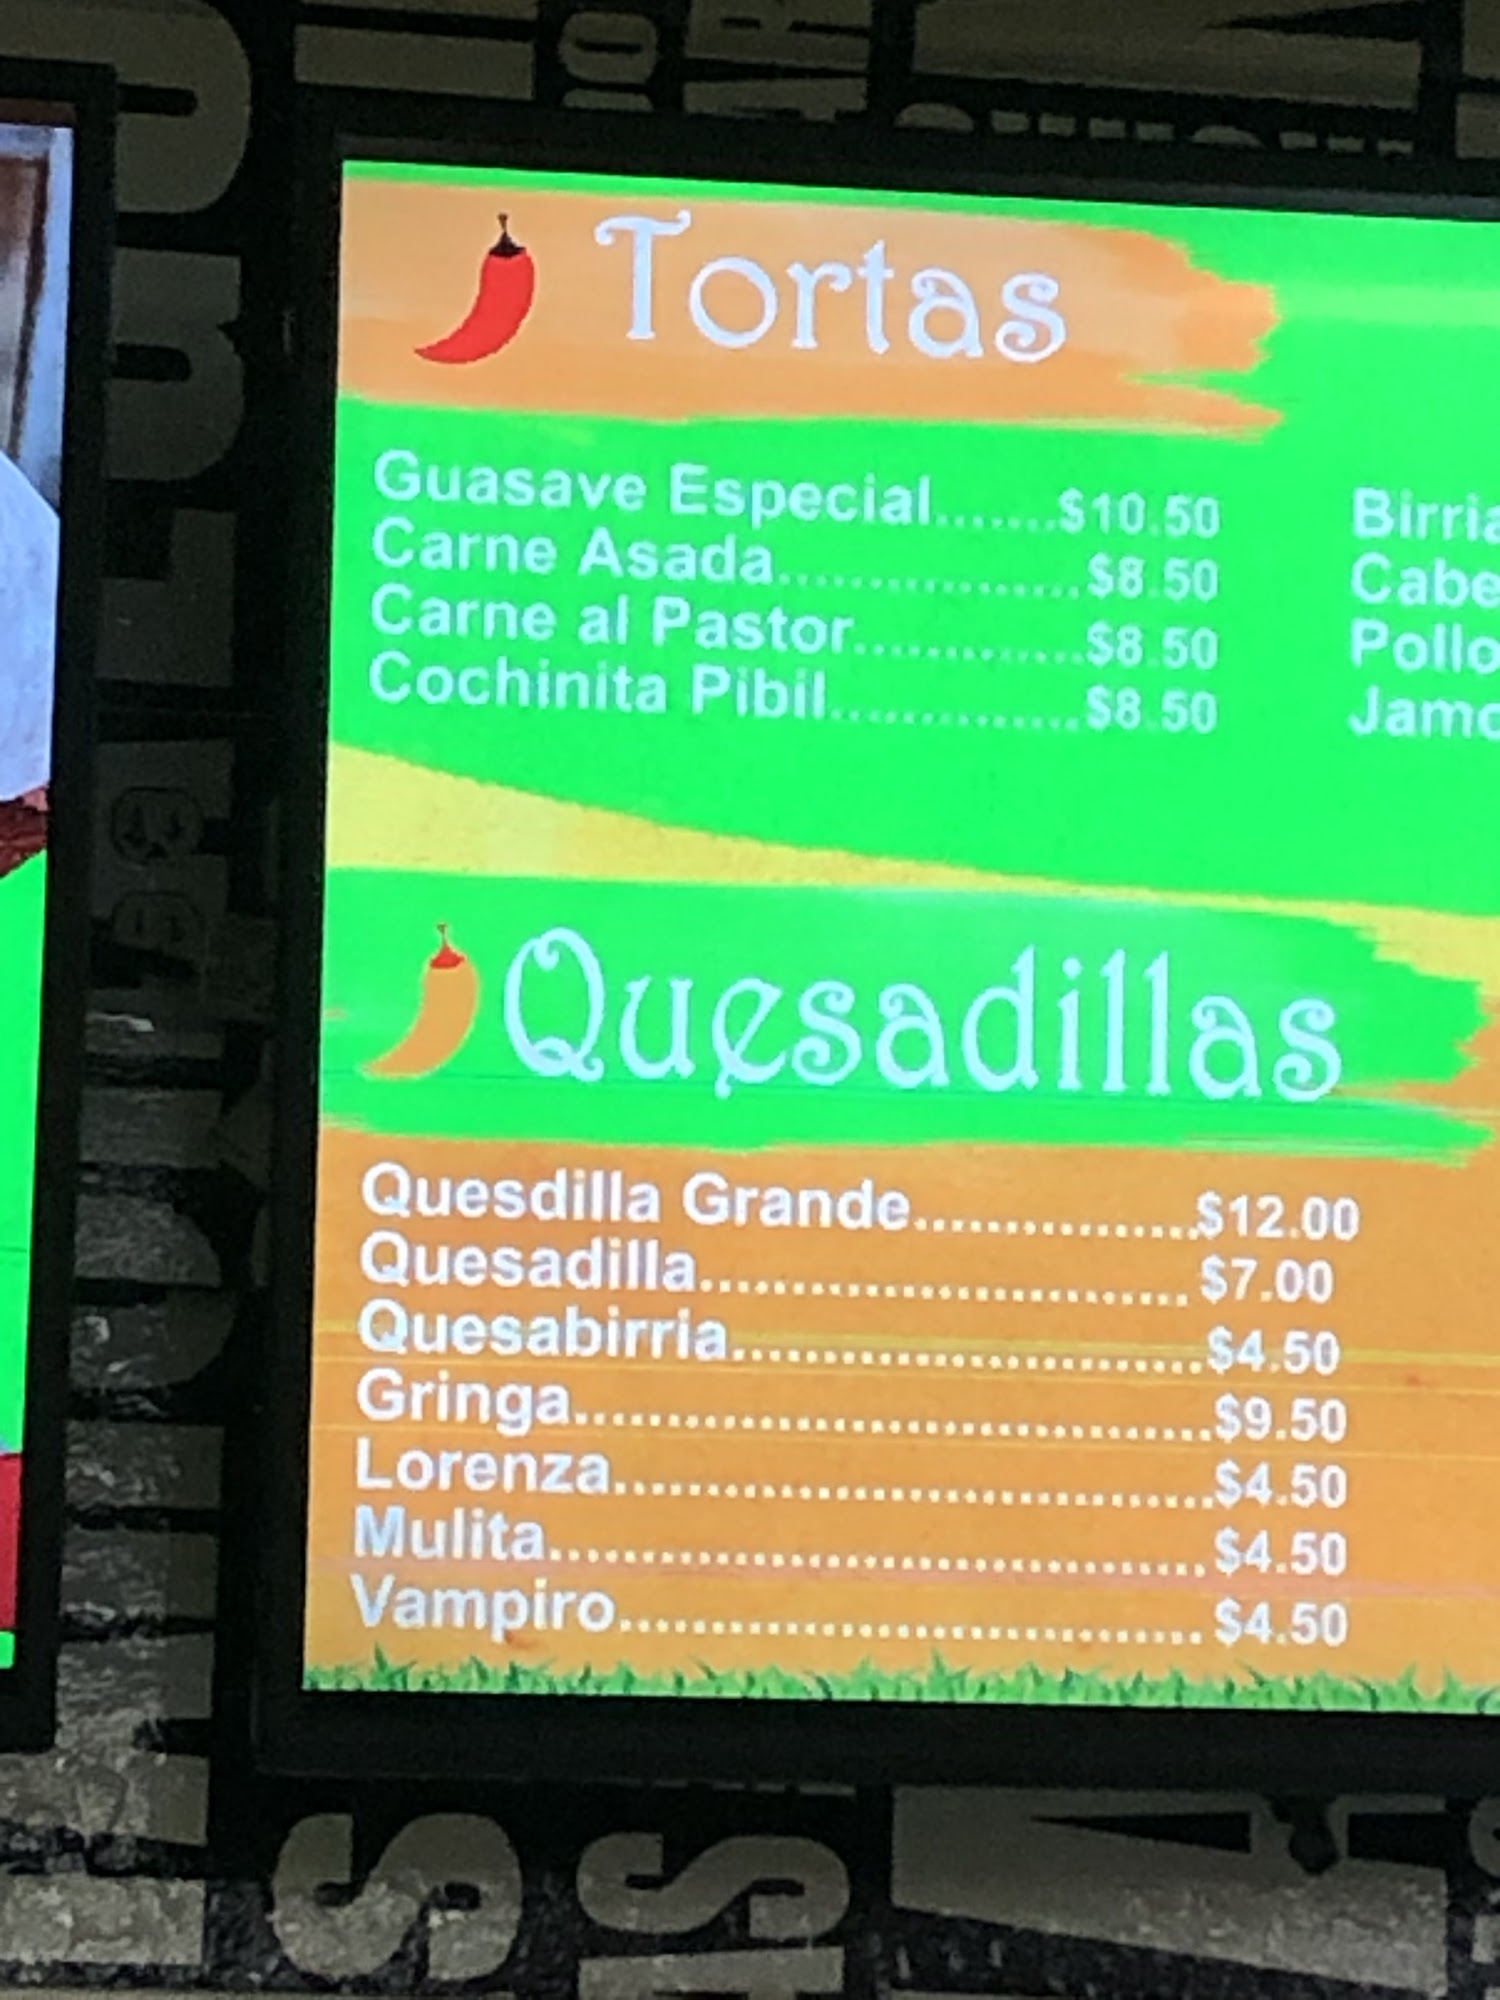 Tortas
Guasave Especial.......$10.50
Carne Asada.................$8.50
Carne al Pastor.............$8.50
Cochinita Pibil..............$8.50
Pollo
Quesadillas
Quesdilla Grande................$12.00
Quesadilla............................ $7.00
Quesabirria...........................$4.50
Gringa....................................$9.50
Lorenza..................................$4.50
Mulita..................................... $4.50
Vampiro................................. $4.50